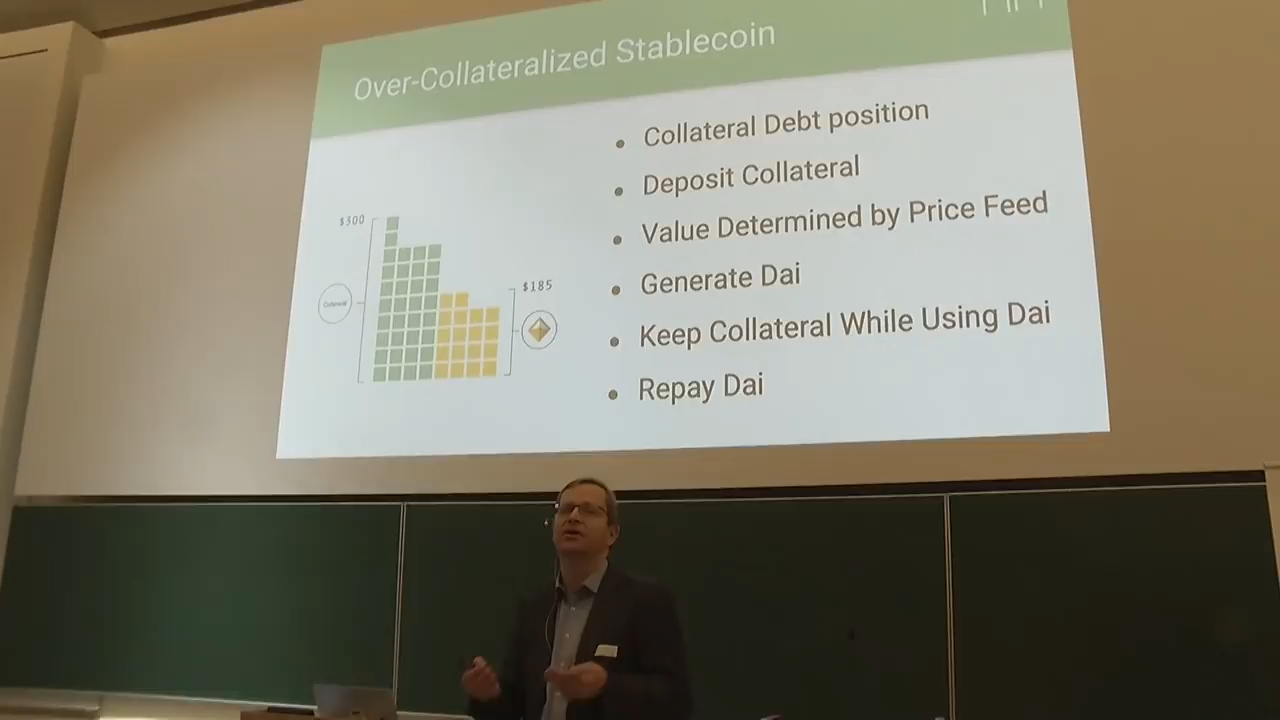 Over-Collateralized Stablecoin
Collateral Debt position
Deposit Collateral
Value Determined by Price Feed
Generate Dai
Keep Collateral While Using Dai
Repay Dai
$300
Collateral
$185